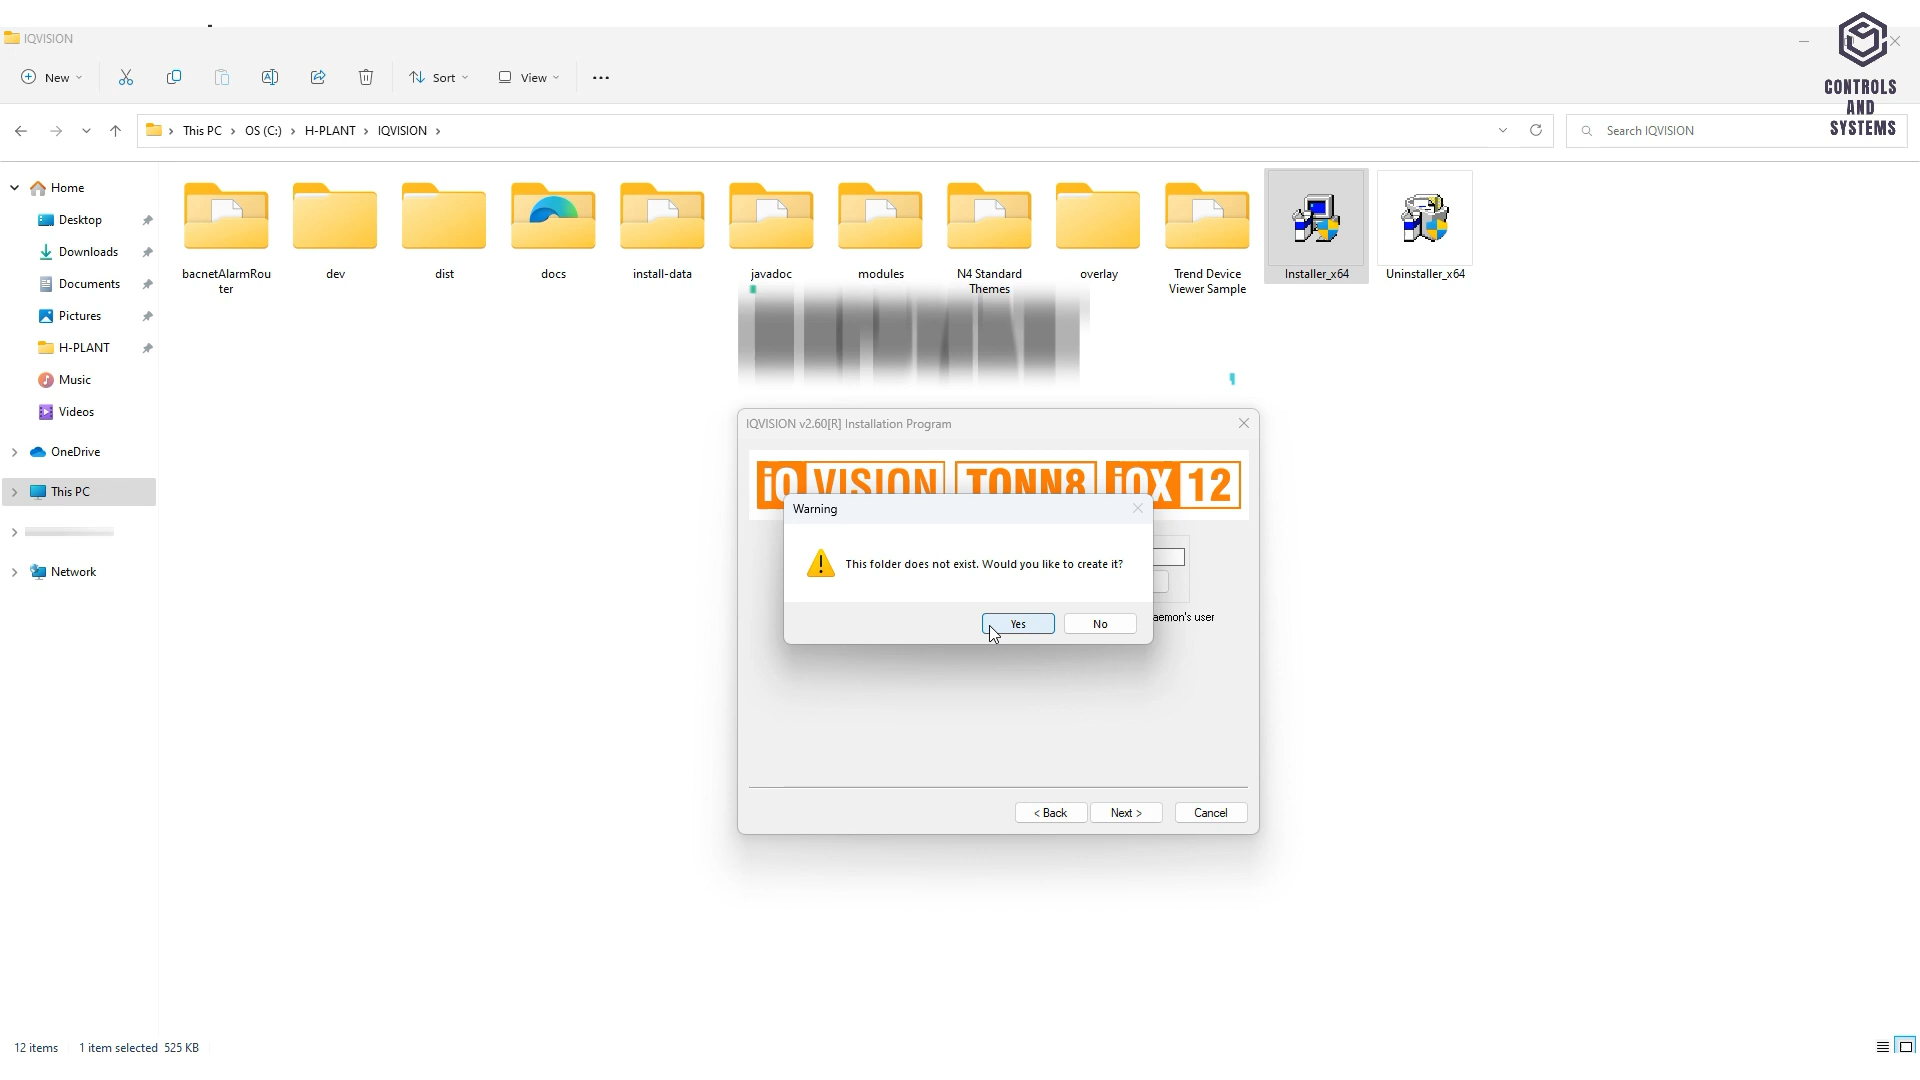 IQVISION
New
Sort
View
CONTROLS
AND
SYSTEMS
This PC
OS (C:)
H-PLANT
IQVISION
Search IQVISION
Home
Desktop
Downloads
Documents
Pictures
H-PLANT
Music
Videos
OneDrive
This PC
Network
bacnetAlarmRou
ter
dev
dist
docs
install-data
javadoc
modules
N4 Standard
Themes
overlay
Trend Device
Viewer Sample
Installer_x64
Uninstaller_x64
IQVISION v2.60[R] Installation Program
iQ VISION TONN8 iQX 12
Warning
This folder does not exist. Would you like to create it?
Yes No
aemon's user
< Back Next > Cancel
12 items 1 item selected 525 KB